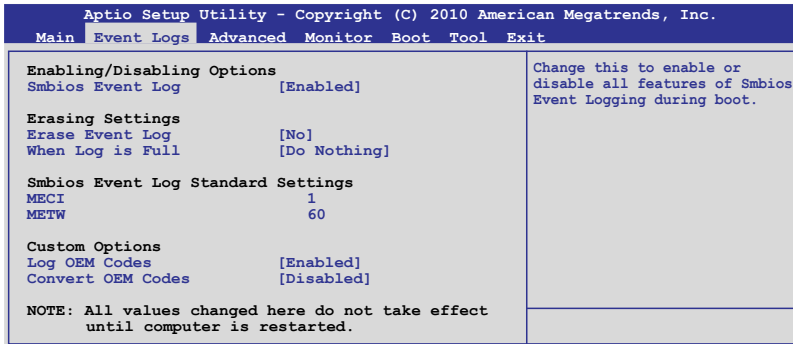 Aptio Setup Utility - Copyright (C) 2010 American Megatrends, Inc.
Main Event Logs Advanced Monitor Boot Tool Exit
Enabling/Disabling Options
Smbios Event Log [Enabled]
Erasing Settings
Erase Event Log [No]
When Log is Full [Do Nothing]
Smbios Event Log Standard Settings
MECI 1
METW 60
Custom Options
Log OEM Codes [Enabled]
Convert OEM Codes [Disabled]
NOTE: All values changed here do not take effect
until computer is restarted.
Change this to enable or
disable all features of Smbios
Event Logging during boot.